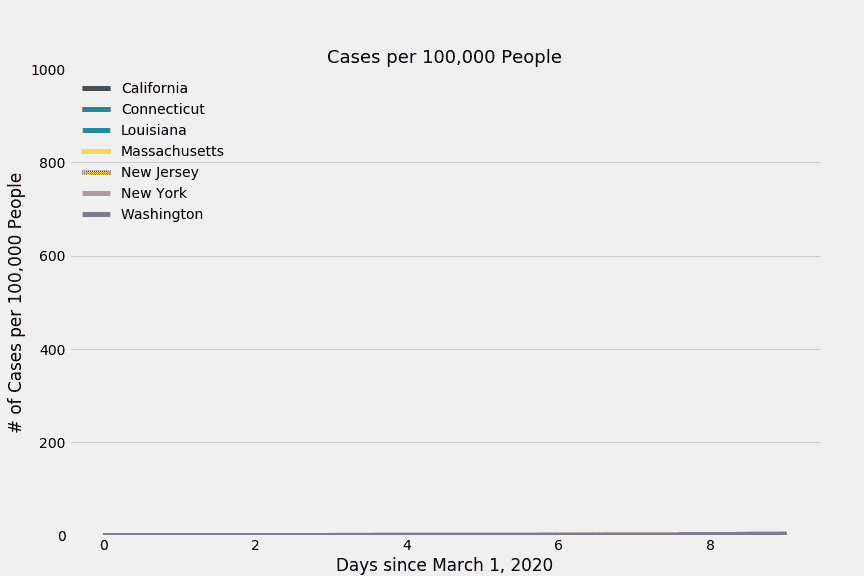 Cases per 100,000 People
1000
California
Connecticut
Louisiana
Massachusetts
800
New Jersey
New York
Washington
600
400
200
0
# of Cases per 100,000 People
0 2 4 6 8
Days since March 1, 2020